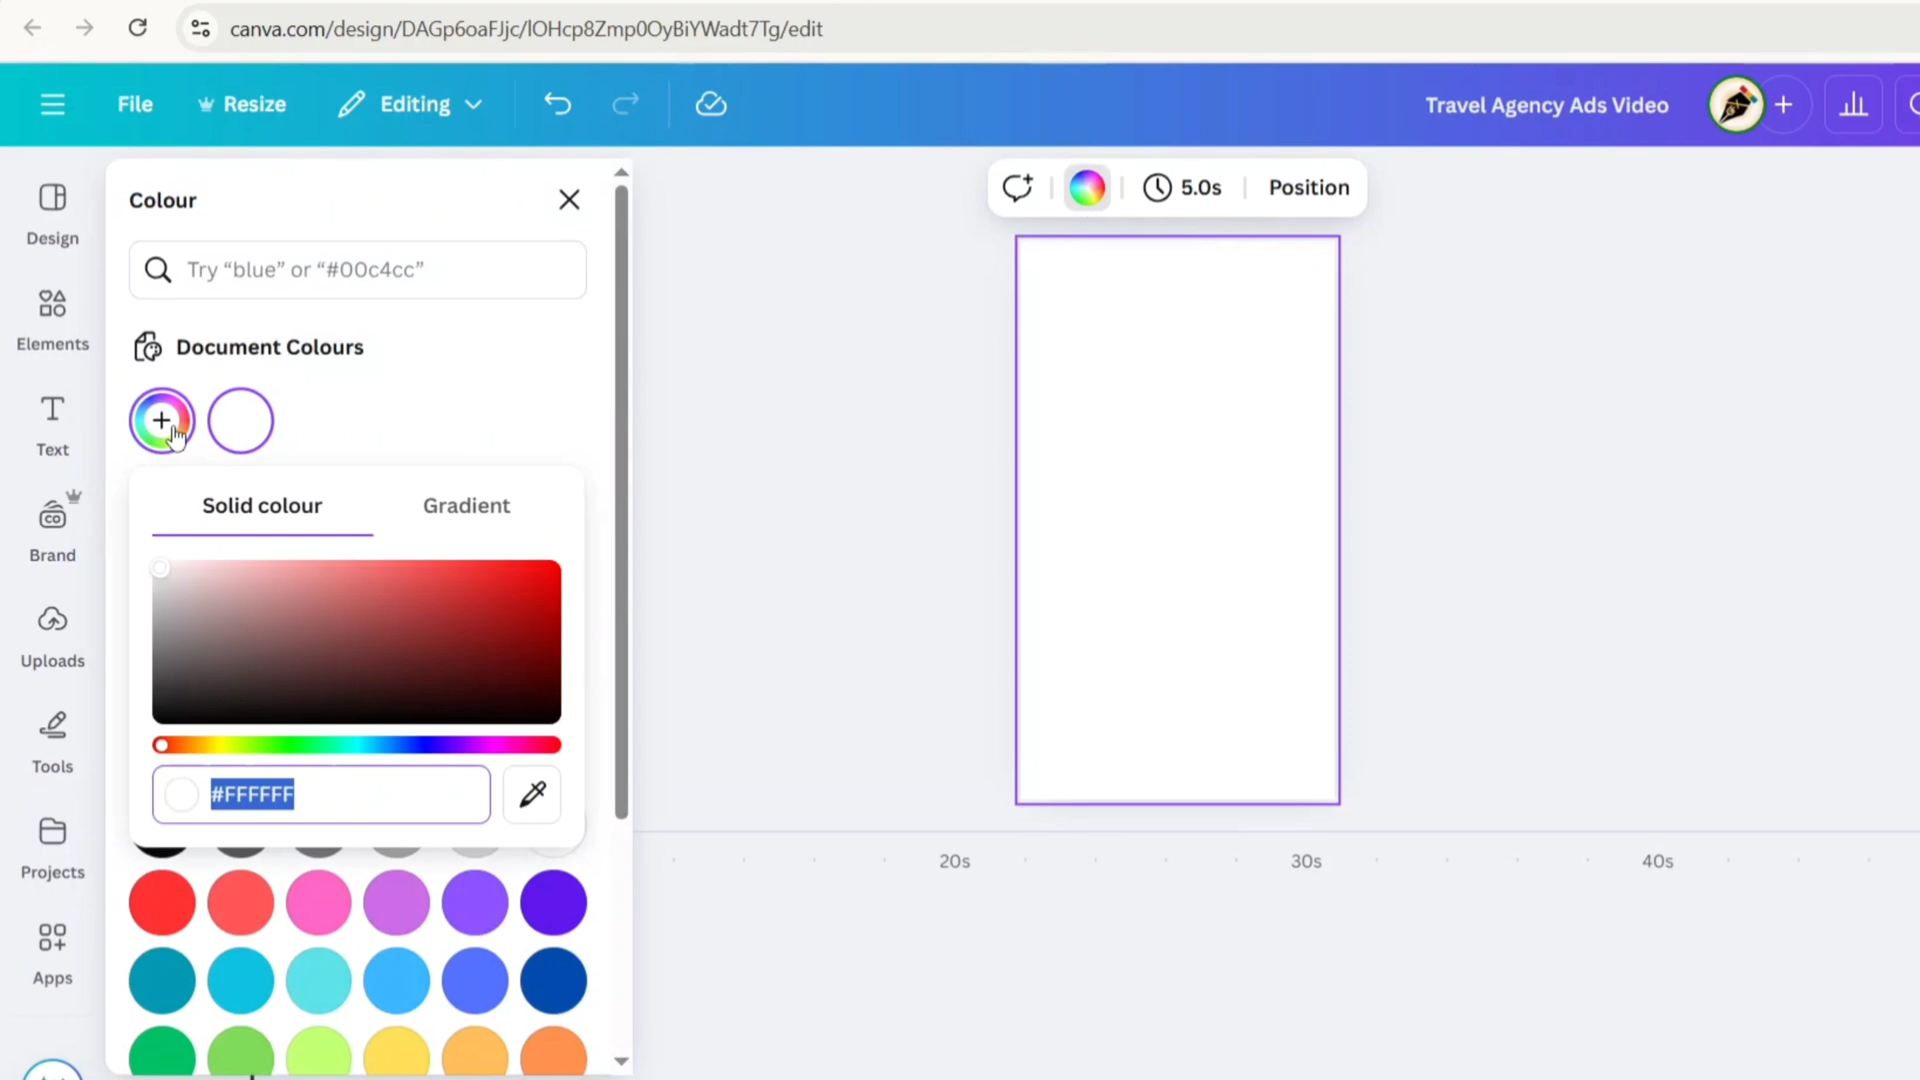 canva.com/design/DAGp6oaFJjc/lOHcp8Zmp0OyBiYWadt7Tg/edit
File
Resize
Editing
Travel Agency Ads Video
Design
Elements
Text
Brand
Uploads
Tools
Projects
Apps
Colour
Try “blue” or “#00c4cc”
Document Colours
Solid colour
Gradient
#FFFFFF
5.0s
Position
20s
30s
40s